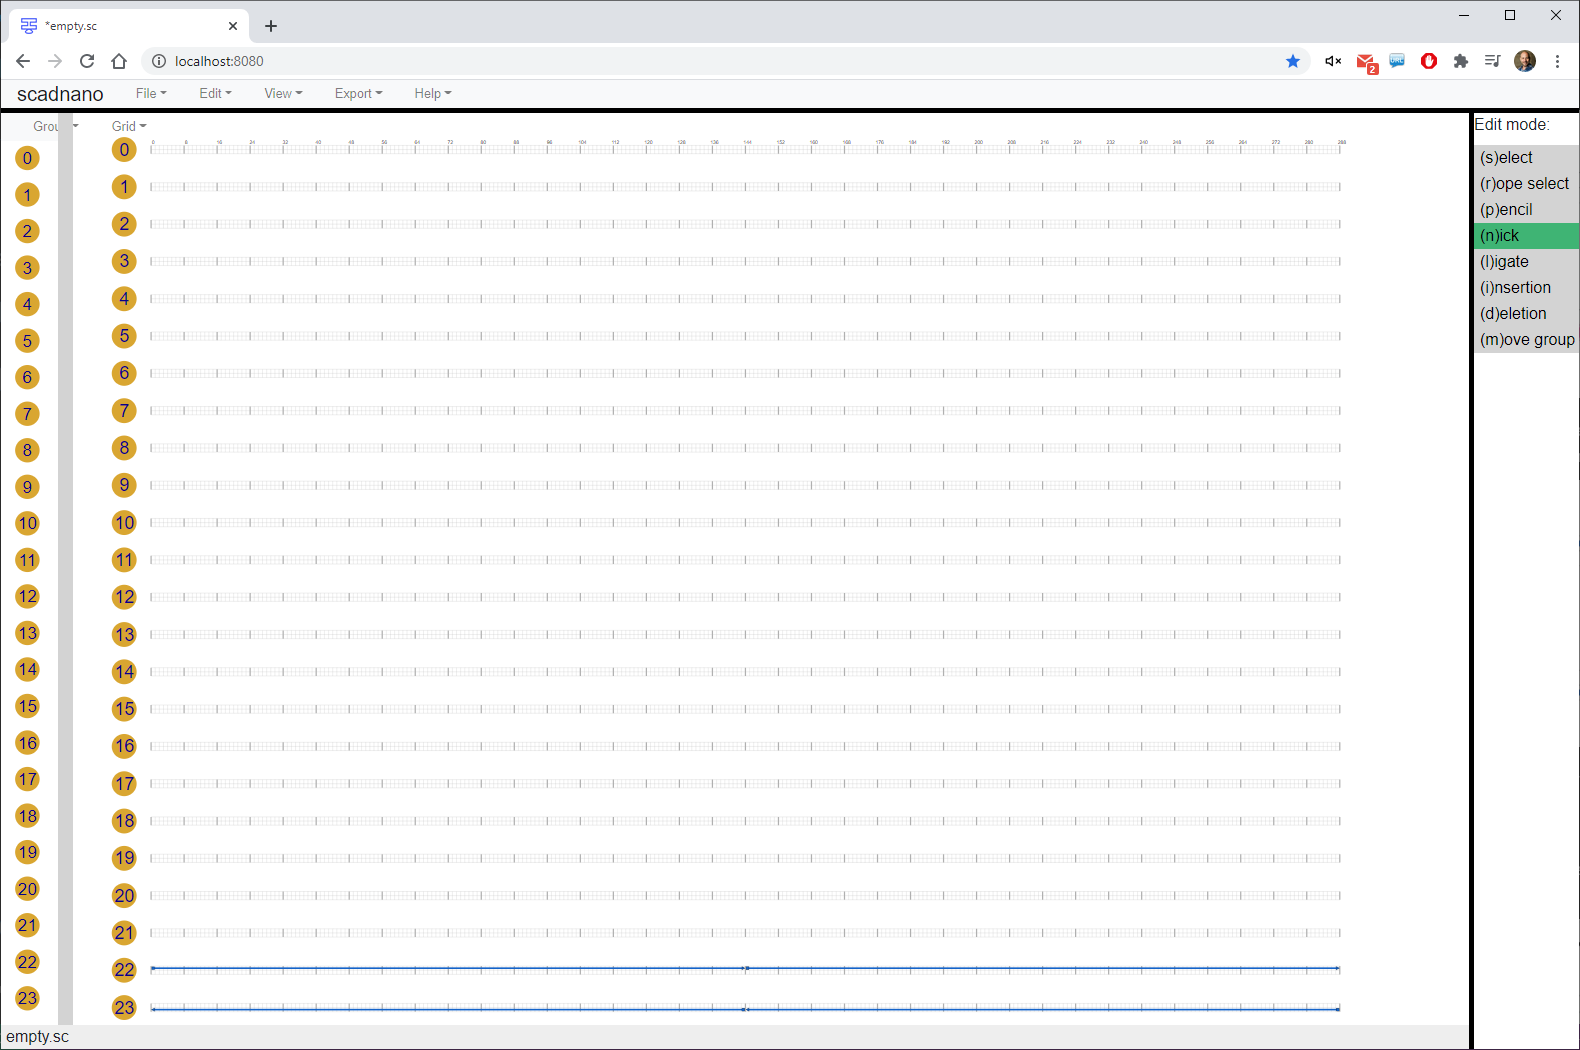 *empty.sc
localhost:8080
2
scadnano File Edit View Export Help
Grou Grid
Edit mode:
(s)elect
(r)ope select
(p)encil
(n)ick
(l)igate
(i)nsertion
(d)eletion
(m)ove group
0 8 16 24 32 40 48 56 64 72 80 88 96 104 112 120 128 136 144 152 160 168 176 184 192 200 208 216 224 232 240 248 256 264 272 280 288
0 0
1 1
2 2
3 3
4 4
5 5
6 6
7 7
8 8
9 9
10 10
11 11
12 12
13 13
14 14
15 15
16 16
17 17
18 18
19 19
20 20
21 21
22 22
23 23
empty.sc